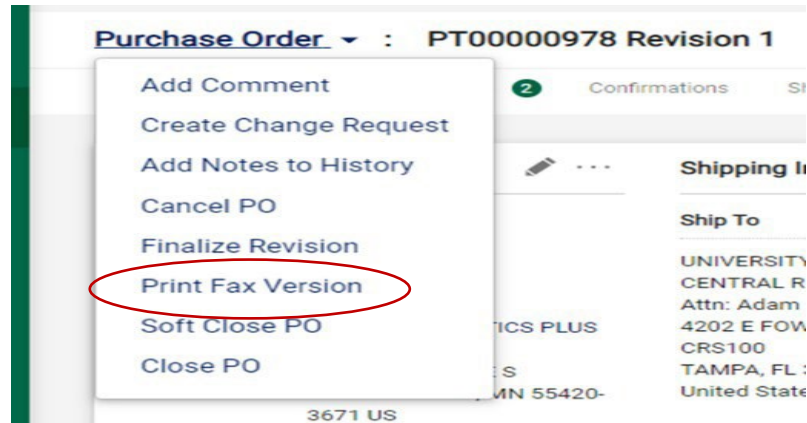 Purchase Order : PT00000978 Revision 1
2 Confirmations
Add Comment
Create Change Request
Add Notes to History
Cancel PO
Finalize Revision
Print Fax Version
Soft Close PO
Close PO
ICS PLUS
S
MN 55420-
3671 US
Shipping
Ship To
UNIVERSITY
CENTRAL
Attn: Adam
4202 E FOW
CRS100
TAMPA, FL
United State